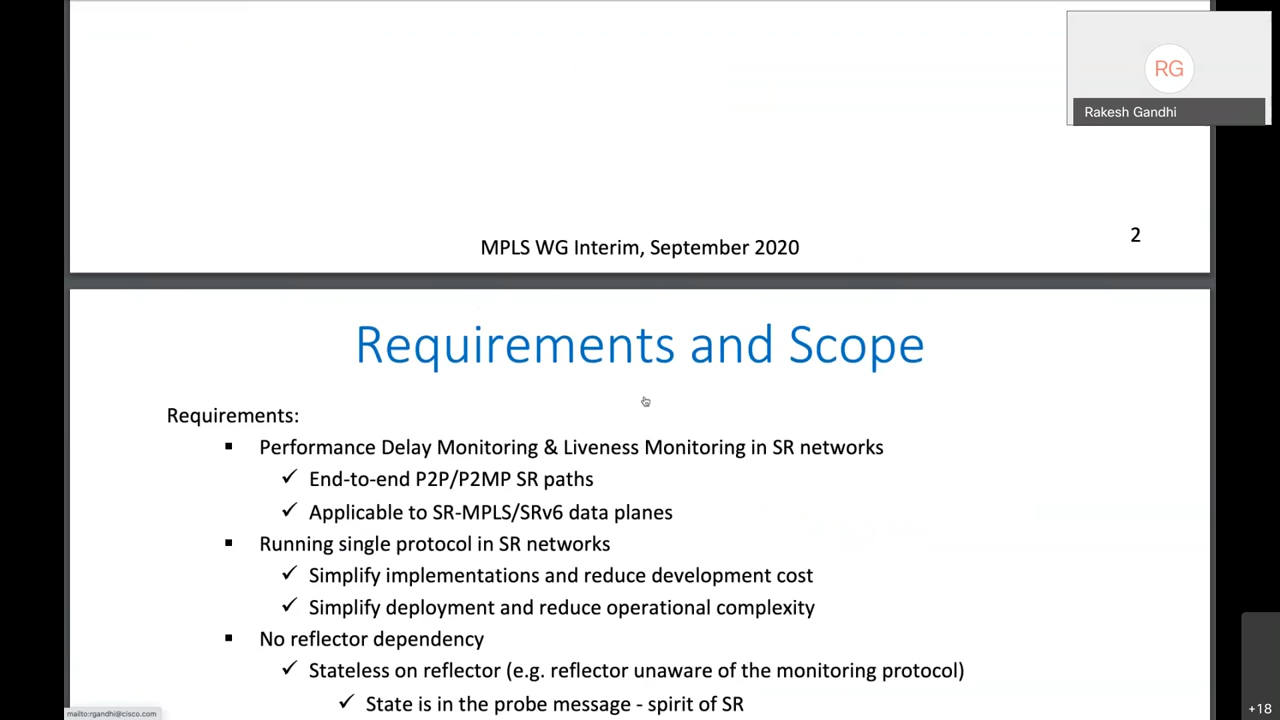 RG
Rakesh Gandhi
2
MPLS WG Interim, September 2020
Requirements and Scope
Requirements:
▪ Performance Delay Monitoring & Liveness Monitoring in SR networks
✓ End-to-end P2P/P2MP SR paths
✓ Applicable to SR-MPLS/SRv6 data planes
▪ Running single protocol in SR networks
✓ Simplify implementations and reduce development cost
✓ Simplify deployment and reduce operational complexity
▪ No reflector dependency
✓ Stateless on reflector (e.g. reflector unaware of the monitoring protocol)
✓ State is in the probe message - spirit of SR
mailto:rgandhi@cisco.com
+18